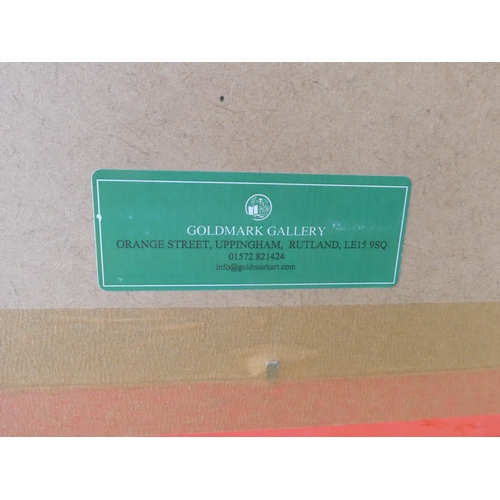 GOLDMARK GALLERY
ORANGE STREET, UPPINGHAM, RUTLAND, LE15 9SQ
01572 821424
info@goldmarkart.com